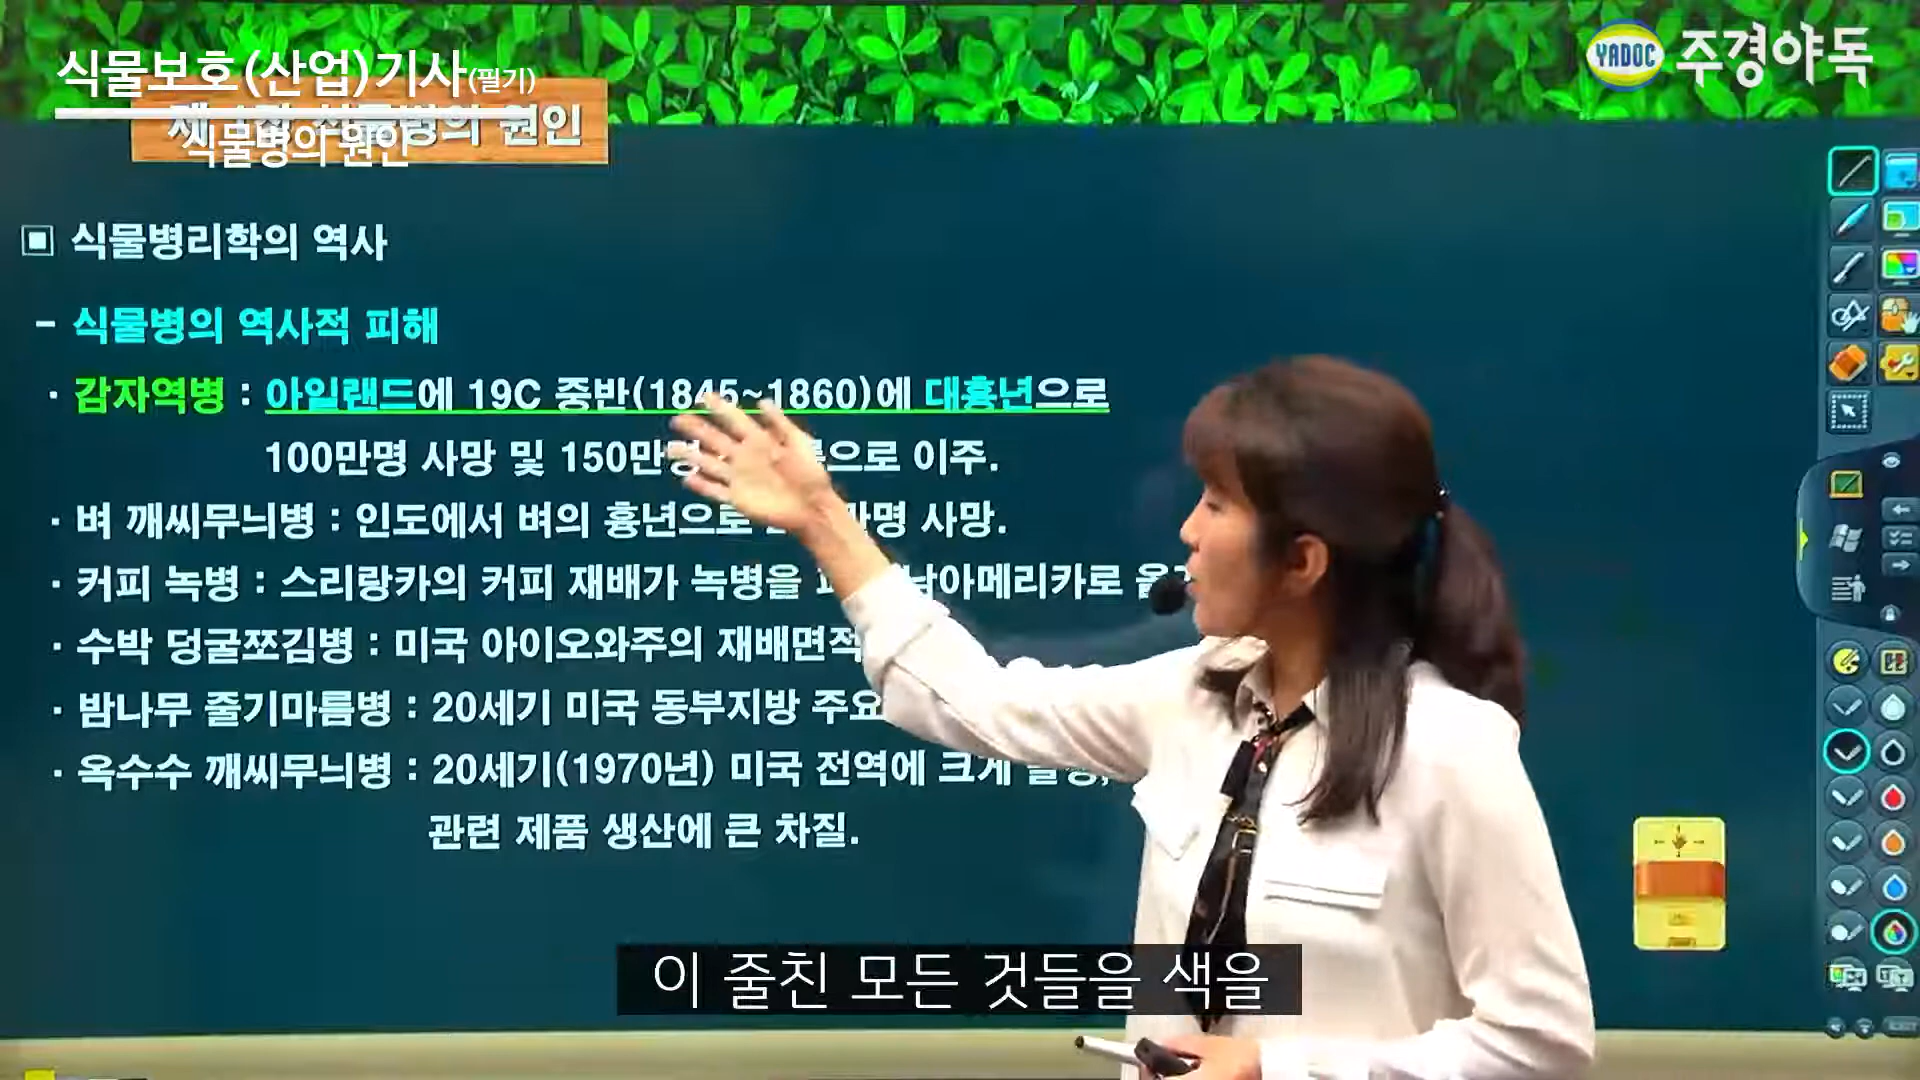 식물보호(산업)기사(필기)
YADOC 주경야독
식물병의 원인
원인
식물병리학의 역사
- 식물병의 역사적 피해
· 감자역병 : 아일랜드에 19C 중반(1845~1860)에 대흉년으로
100만명 사망 및 150만명 으로 이주.
· 벼 깨씨무늬병 : 인도에서 벼의 흉년으로 사망.
· 커피 녹병 : 스리랑카의 커피 재배가 녹병을 남아메리카로
· 수박 덩굴쪼김병 : 미국 아이오와주의 재배면적
· 밤나무 줄기마름병 : 20세기 미국 동부지방 주요
· 옥수수 깨씨무늬병 : 20세기(1970년) 미국 전역에 크게
관련 제품 생산에 큰 차질.
이 줄친 모든 것들을 색을